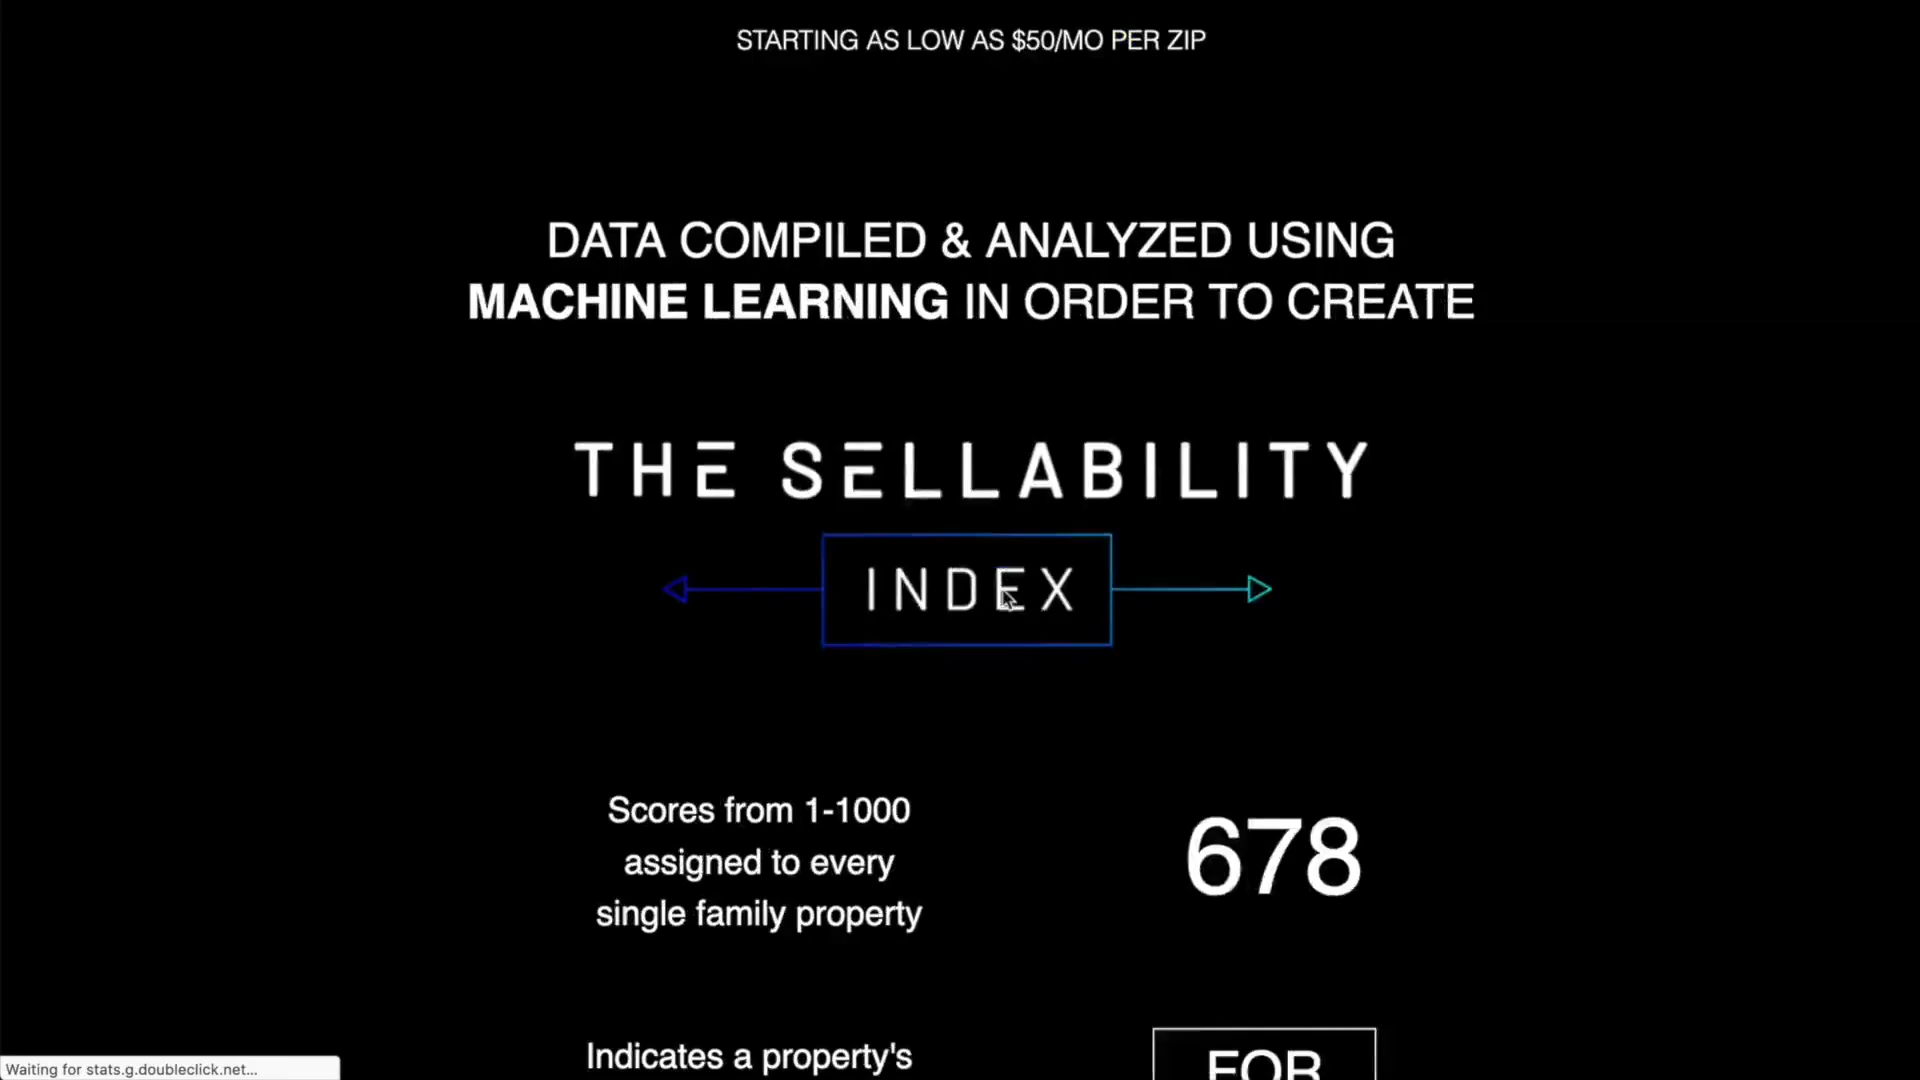 STARTING AS LOW AS $50/MO PER ZIP
DATA COMPILED & ANALYZED USING
MACHINE LEARNING IN ORDER TO CREATE
THE SELLABILITY
INDEX
Scores from 1-1000
assigned to every
single family property
678
Indicates a property's
FOR
Waiting for stats.g.doubleclick.net...